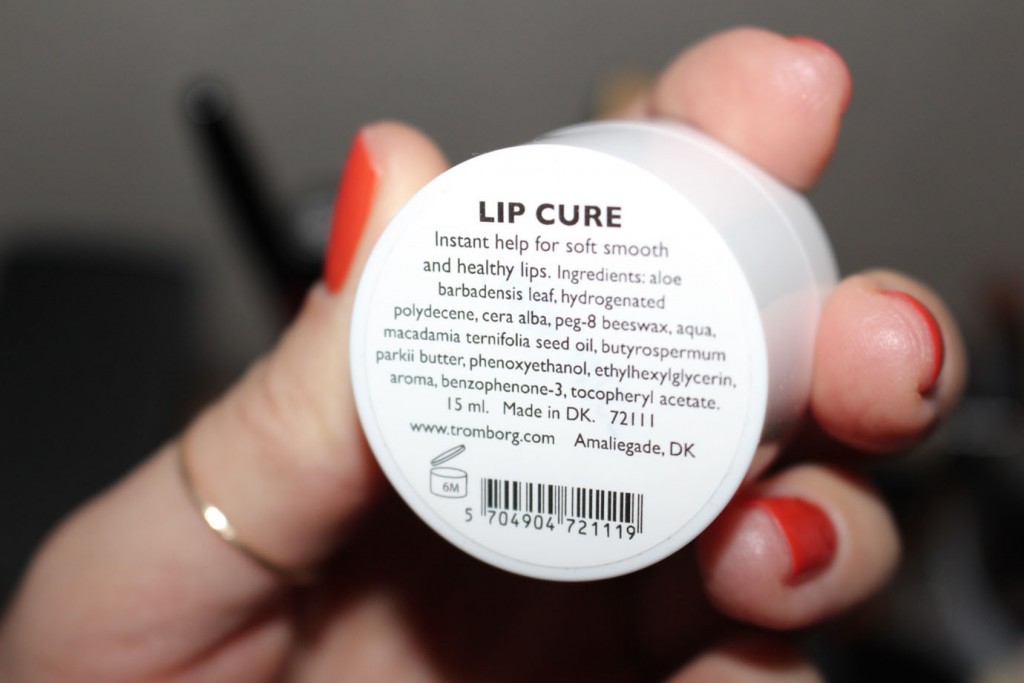 LIP CURE
Instant help for soft smooth
and healthy lips. Ingredients: aloe
barbadensis leaf, hydrogenated
polydecene, cera alba, peg-8 beeswax, aqua,
macadamia ternifolia seed oil, butyrospermum
parkii butter, phenoxyethanol, ethylhexylglycerin,
aroma, benzophenone-3, tocopheryl acetate.
15 ml. Made in DK. 72111
www.tromborg.com Amaliegade, DK
6M
5 704904 721119